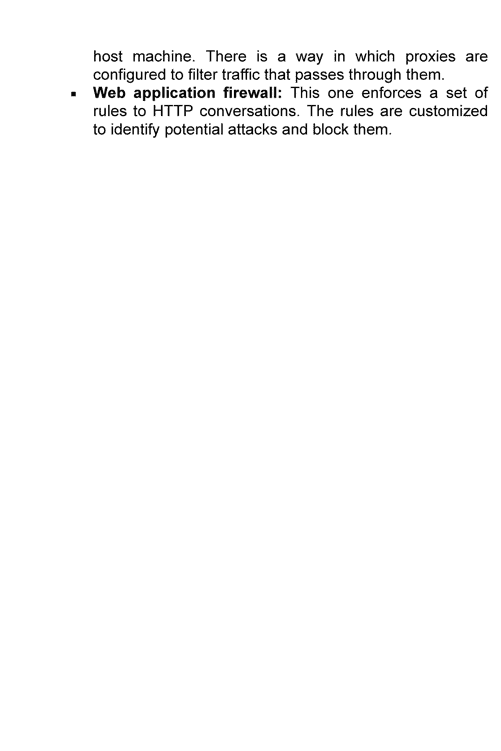 host machine. There is a way in which proxies are
configured to filter traffic that passes through them.
▪ Web application firewall: This one enforces a set of
rules to HTTP conversations. The rules are customized
to identify potential attacks and block them.